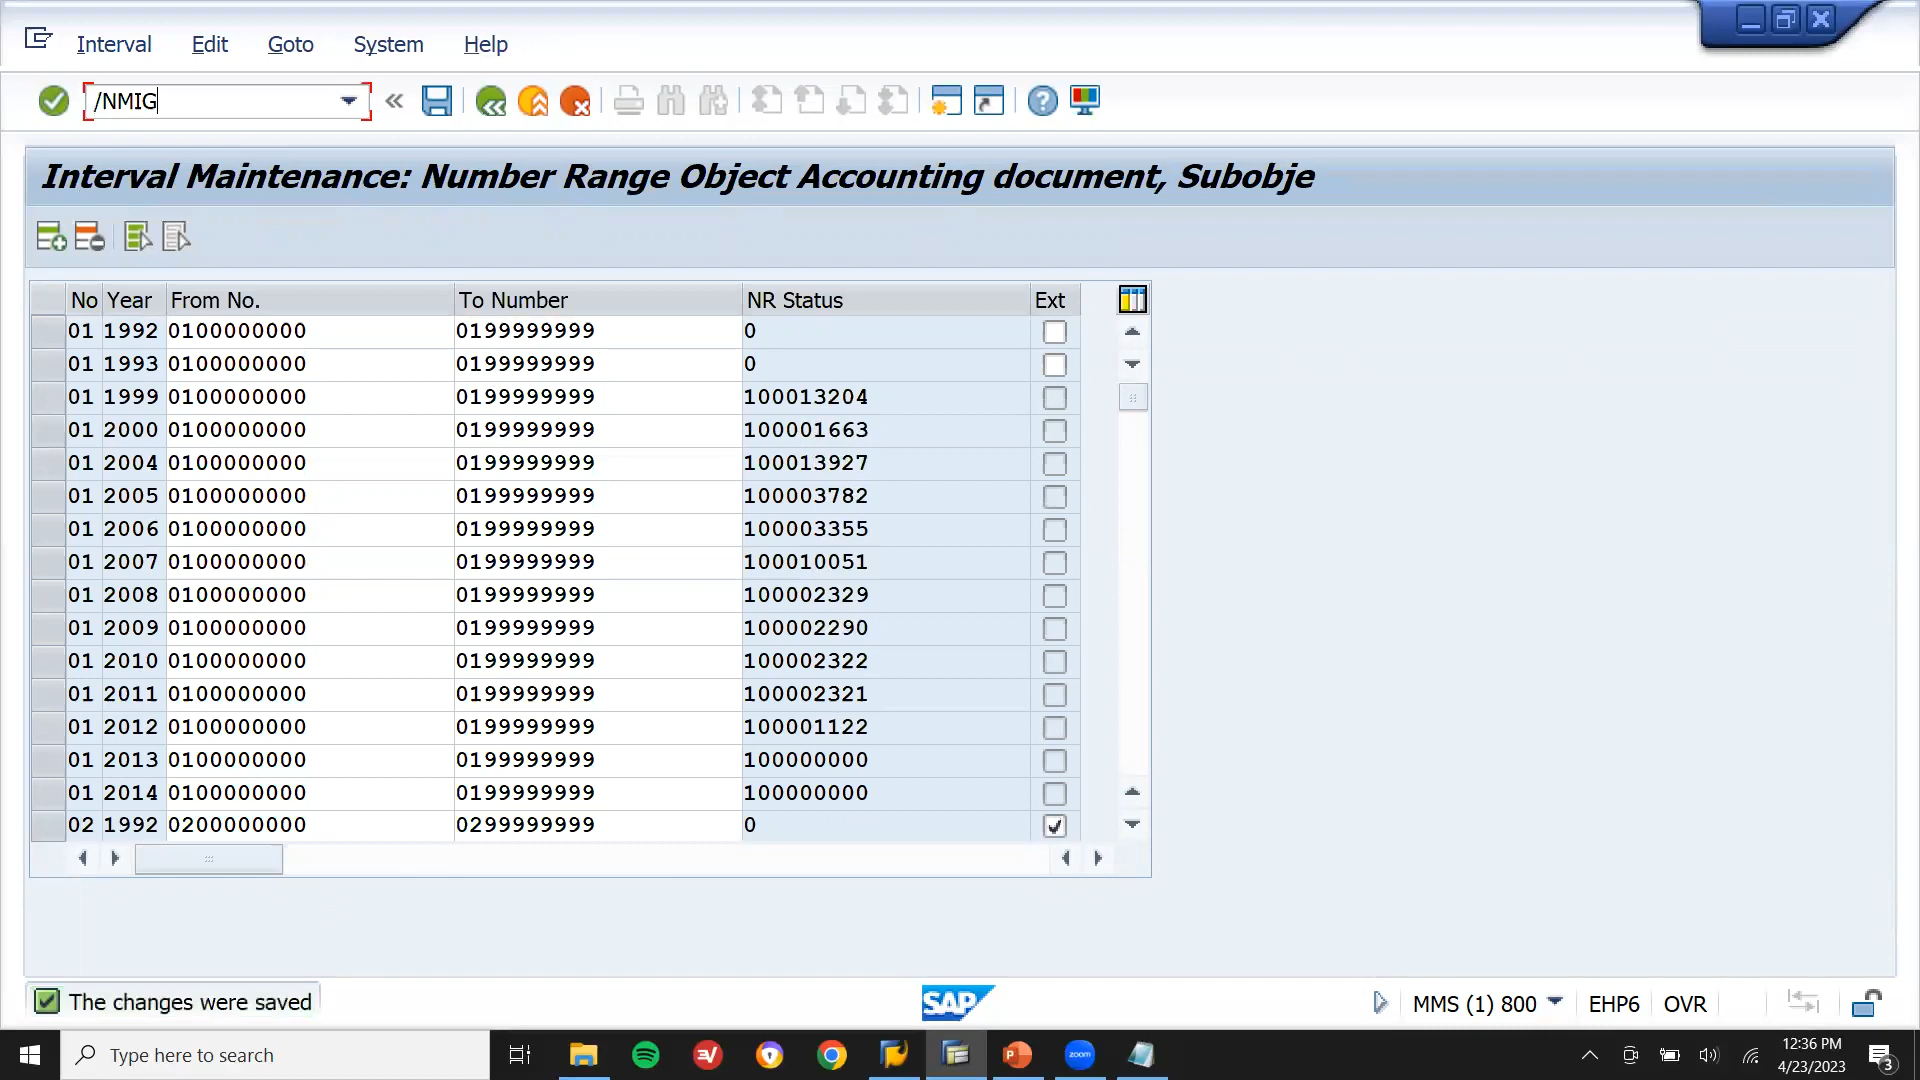 Interval Edit Goto System Help
/NMIG
Interval Maintenance: Number Range Object Accounting document, Subobje
No Year From No. To Number NR Status Ext
01 1992 0100000000 0199999999 0
01 1993 0100000000 0199999999 0
01 1999 0100000000 0199999999 100013204
01 2000 0100000000 0199999999 100001663
01 2004 0100000000 0199999999 100013927
01 2005 0100000000 0199999999 100003782
01 2006 0100000000 0199999999 100003355
01 2007 0100000000 0199999999 100010051
01 2008 0100000000 0199999999 100002329
01 2009 0100000000 0199999999 100002290
01 2010 0100000000 0199999999 100002322
01 2011 0100000000 0199999999 100002321
01 2012 0100000000 0199999999 100001122
01 2013 0100000000 0199999999 100000000
01 2014 0100000000 0199999999 100000000
02 1992 0200000000 0299999999 0
The changes were saved SAP MMS (1) 800 EHP6 OVR
Type here to search P zoom 12:36 PM
4/23/2023 3